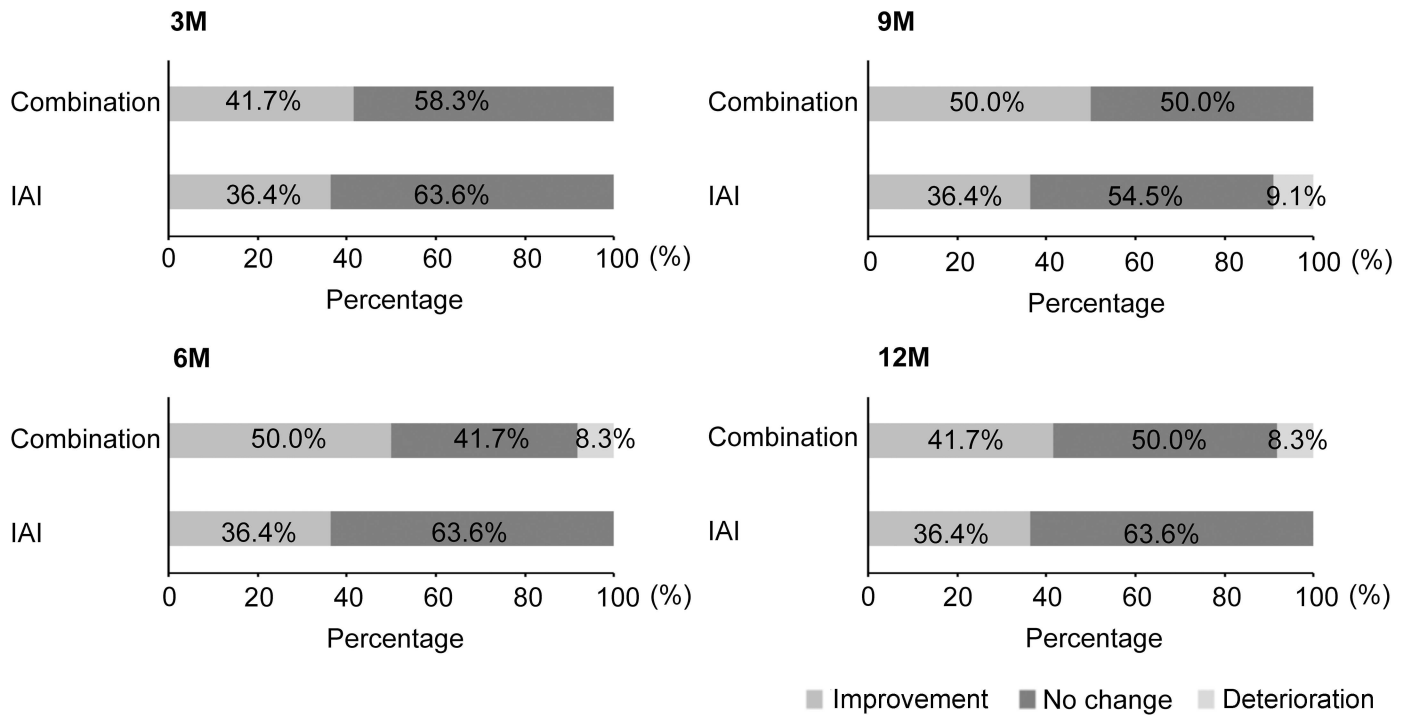 3M
Combination 41.7% 58.3%
IAI 36.4% 63.6%
0 20 40 60 80 100 (%)
Percentage
9M
Combination 50.0% 50.0%
IAI 36.4% 54.5% 9.1%
0 20 40 60 80 100 (%)
Percentage
6M
Combination 50.0% 41.7% 8.3%
IAI 36.4% 63.6%
0 20 40 60 80 100 (%)
Percentage
12M
Combination 41.7% 50.0% 8.3%
IAI 36.4% 63.6%
0 20 40 60 80 100 (%)
Percentage
Improvement No change Deterioration